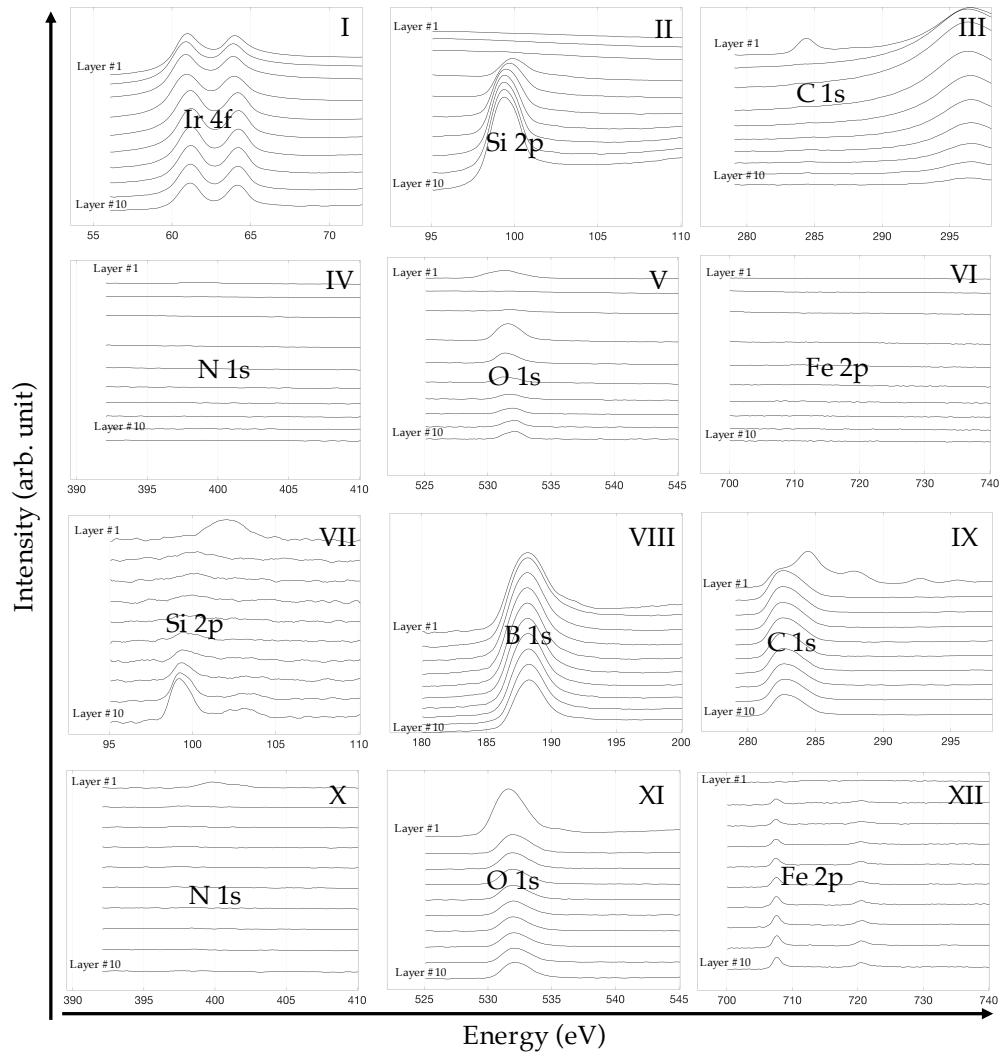 Intensity (arb. unit)
Energy (eV)
I
Layer #1
Ir 4f
Layer #10
55 60 65 70
II
Layer #1
Si 2p
Layer #10
95 100 105 110
III
Layer #1
C 1s
Layer #10
280 285 290 295
IV
Layer #1
N 1s
Layer #10
390 395 400 405 410
V
Layer #1
O 1s
Layer #10
525 530 535 540 545
VI
Layer #1
Fe 2p
Layer #10
700 710 720 730 740
VII
Layer #1
Si 2p
Layer #10
95 100 105 110
VIII
Layer #1
B 1s
Layer #10
180 185 190 195 200
IX
Layer #1
C 1s
Layer #10
280 285 290 295
X
Layer #1
N 1s
Layer #10
390 395 400 405 410
XI
Layer #1
O 1s
Layer #10
525 530 535 540 545
XII
Layer #1
Fe 2p
Layer #10
700 710 720 730 740